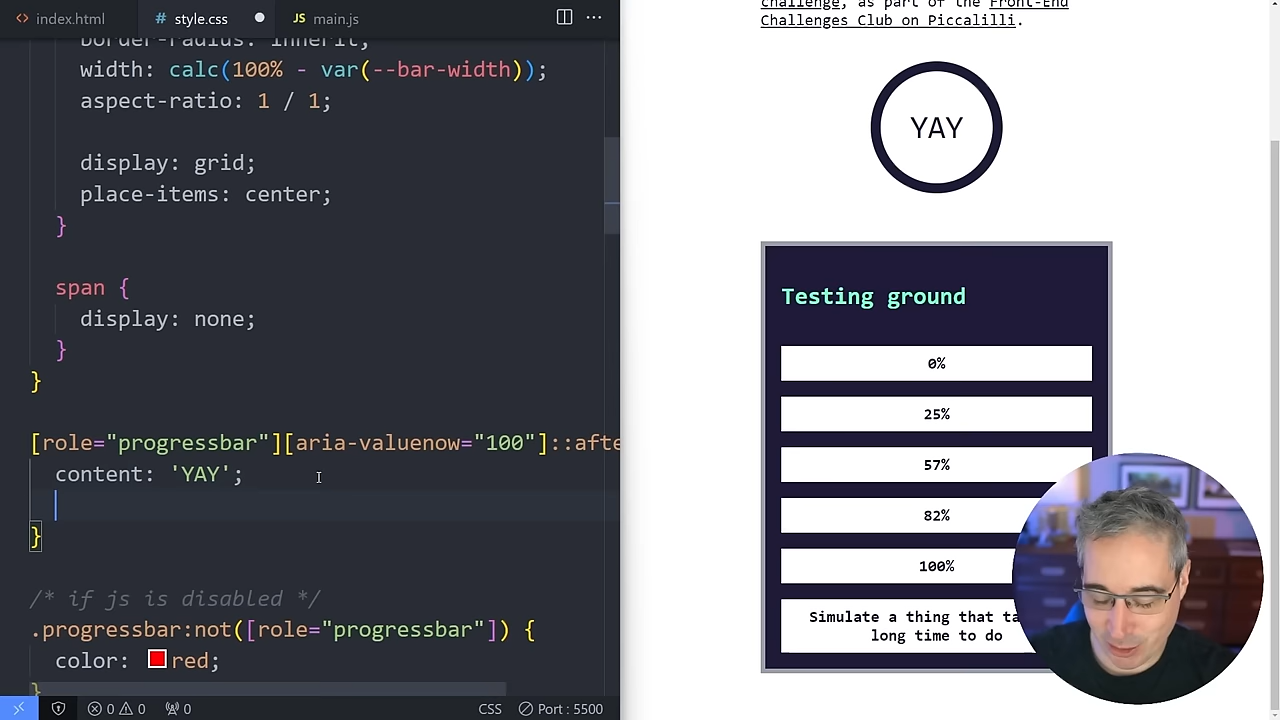 index.html
# style.css
JS main.js
border-radius: inherit;
width: calc(100% - var(--bar-width));
aspect-ratio: 1 / 1;
display: grid;
place-items: center;
}
span {
display: none;
}
}
[role="progressbar"][aria-valuenow="100"]::afte
content: 'YAY';
}
/* if js is disabled */
.progressbar:not([role="progressbar"]) {
color: red;
}
0 0
0
CSS
Port : 5500
challenge, as part of the Front-End
Challenges Club on Piccalilli.
YAY
Testing ground
0%
25%
57%
82%
100%
Simulate a thing that ta
long time to do